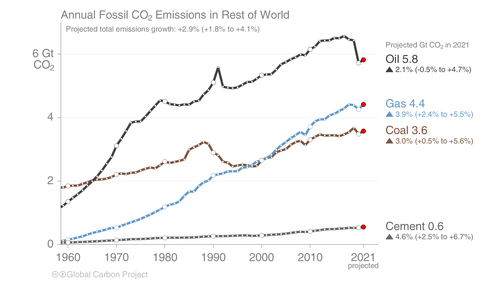 Annual Fossil CO₂ Emissions in Rest of World
Projected total emissions growth: +2.9% (+1.8% to +4.1%)
6 Gt
CO₂
4
2
0
1960
1970
1980
1990
2000
2010
2021
projected
Projected Gt CO₂ in 2021
Oil 5.8
▲ 2.1% (-0.5% to +4.7%)
Gas 4.4
▲ 3.9% (+2.4% to +5.5%)
Coal 3.6
▲ 3.0% (+0.5% to +5.6%)
Cement 0.6
▲ 4.6% (+2.5% to +6.7%)
Global Carbon Project